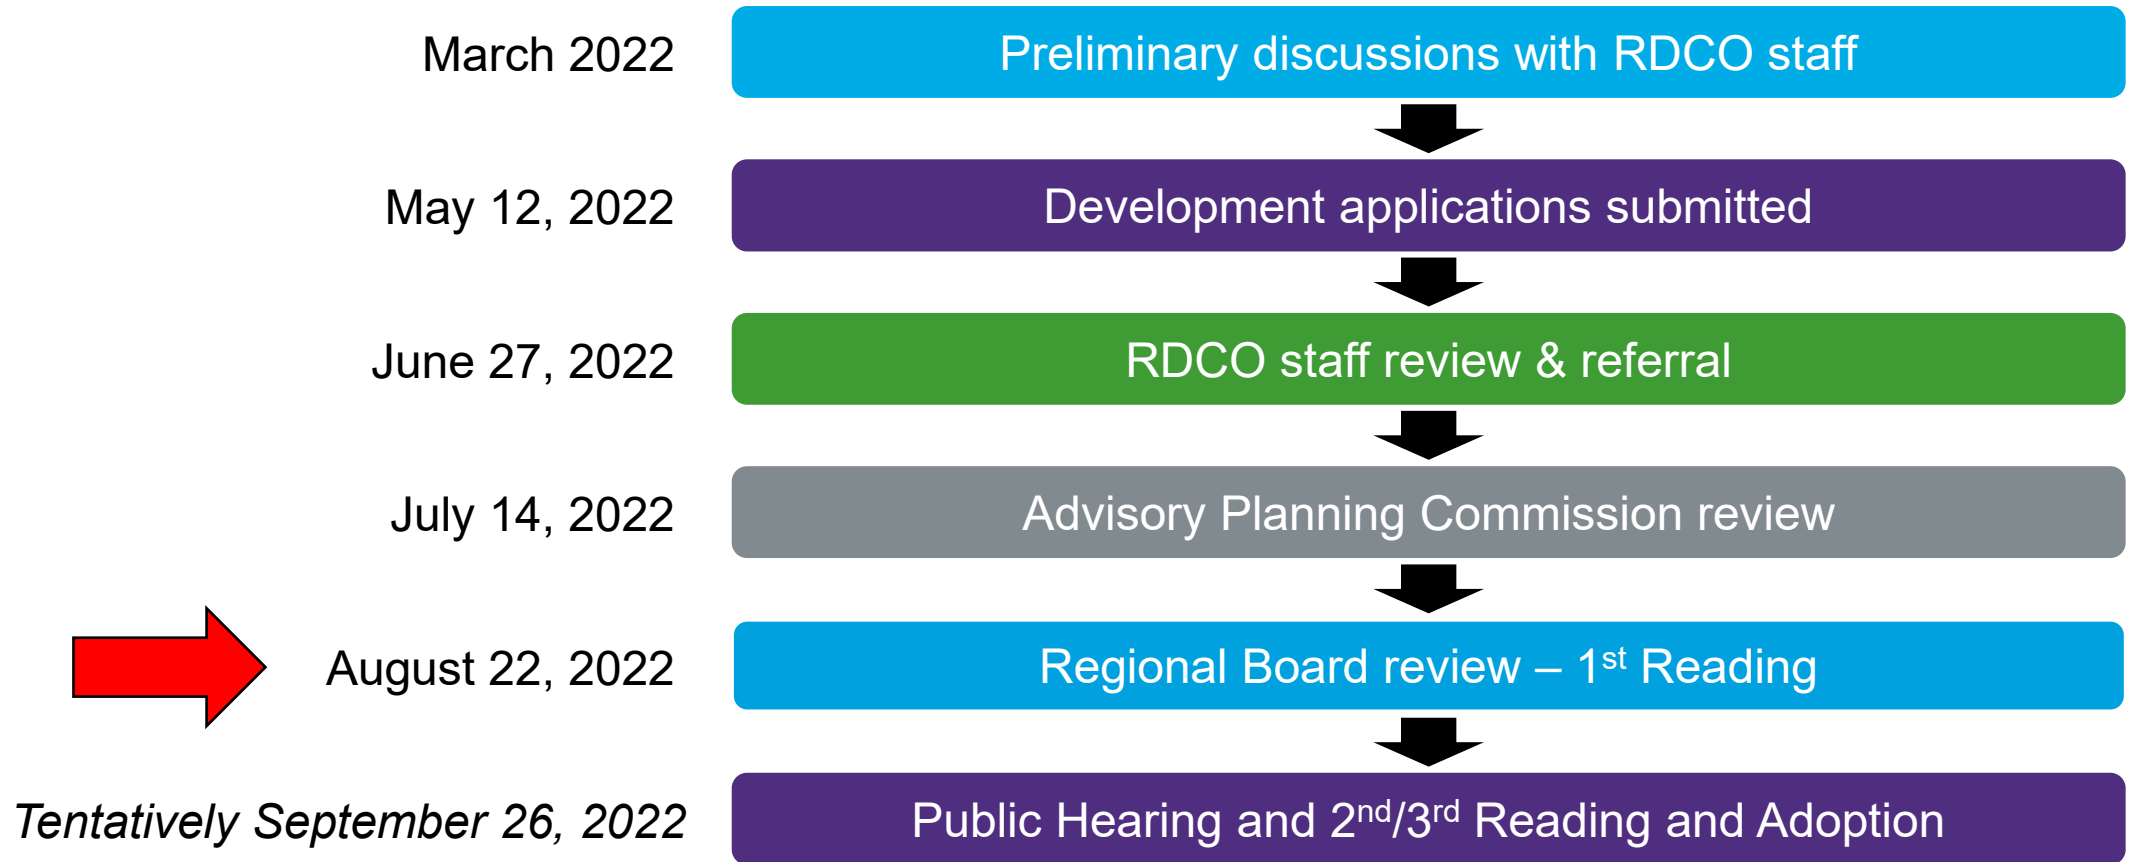 March 2022
Preliminary discussions with RDCO staff
May 12, 2022
Development applications submitted
June 27, 2022
RDCO staff review & referral
July 14, 2022
Advisory Planning Commission review
August 22, 2022
Regional Board review – 1st Reading
Tentatively September 26, 2022
Public Hearing and 2nd/3rd Reading and Adoption